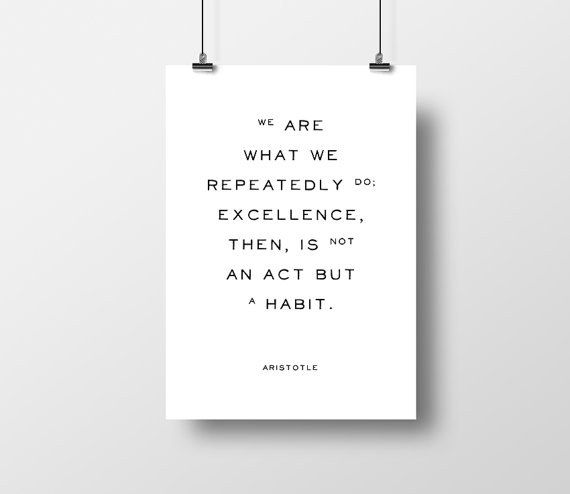 WE ARE
WHAT WE
REPEATEDLY DO;
EXCELLENCE,
THEN, IS NOT
AN ACT BUT
A HABIT.
ARISTOTLE